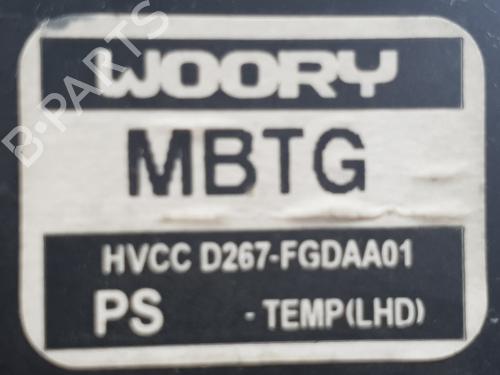 WOORY
MBTG
HVCC D267-FGDAA01
PS - TEMP(LHD)
B-PARTS